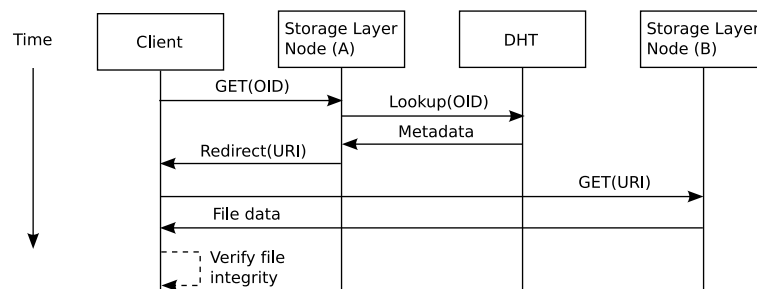 Time
Client
Storage Layer
Node (A)
DHT
Storage Layer
Node (B)
GET(OID)
Lookup(OID)
Metadata
Redirect(URI)
GET(URI)
File data
Verify file
integrity